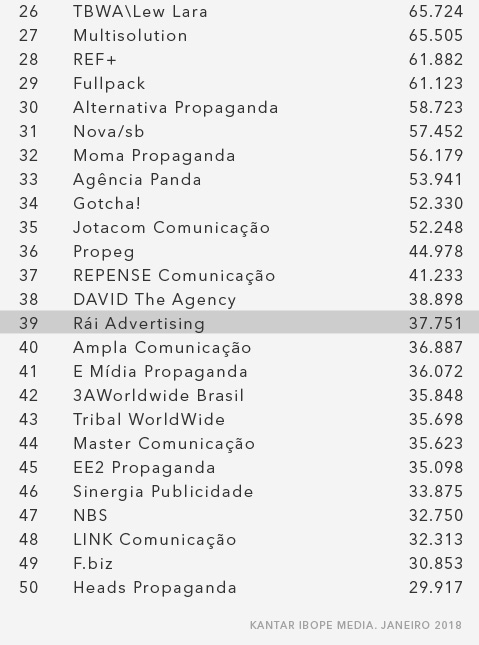 26 TBWA\Lew Lara 65.724
27 Multisolution 65.505
28 REF+ 61.882
29 Fullpack 61.123
30 Alternativa Propaganda 58.723
31 Nova/sb 57.452
32 Moma Propaganda 56.179
33 Agência Panda 53.941
34 Gotcha! 52.330
35 Jotacom Comunicação 52.248
36 Propeg 44.978
37 REPENSE Comunicação 41.233
38 DAVID The Agency 38.898
39 Rái Advertising 37.751
40 Ampla Comunicação 36.887
41 E Mídia Propaganda 36.072
42 3AWorldwide Brasil 35.848
43 Tribal WorldWide 35.698
44 Master Comunicação 35.623
45 EE2 Propaganda 35.098
46 Sinergia Publicidade 33.875
47 NBS 32.750
48 LINK Comunicação 32.313
49 F.biz 30.853
50 Heads Propaganda 29.917
KANTAR IBOPE MEDIA. JANEIRO 2018